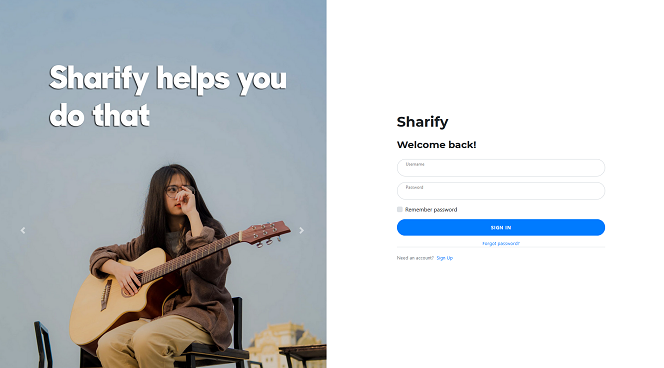 Sharify helps you
do that
Sharify
Welcome back!
Username
Password
Remember password
SIGN IN
Forgot password?
Need an account? Sign Up